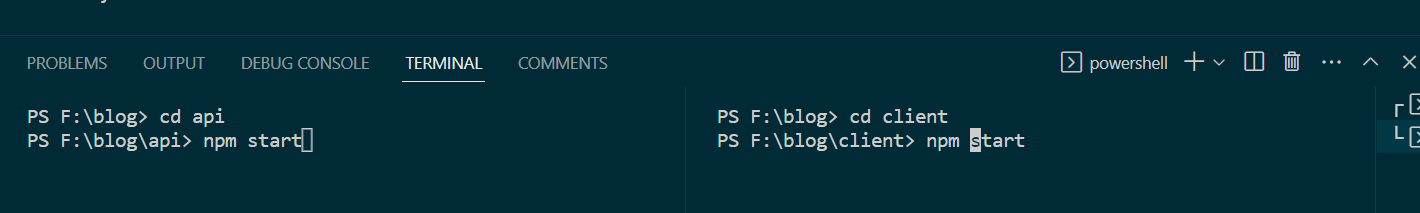 PROBLEMS OUTPUT DEBUG CONSOLE TERMINAL COMMENTS powershell
PS F:\blog> cd api
PS F:\blog\api> npm start
PS F:\blog> cd client
PS F:\blog\client> npm start